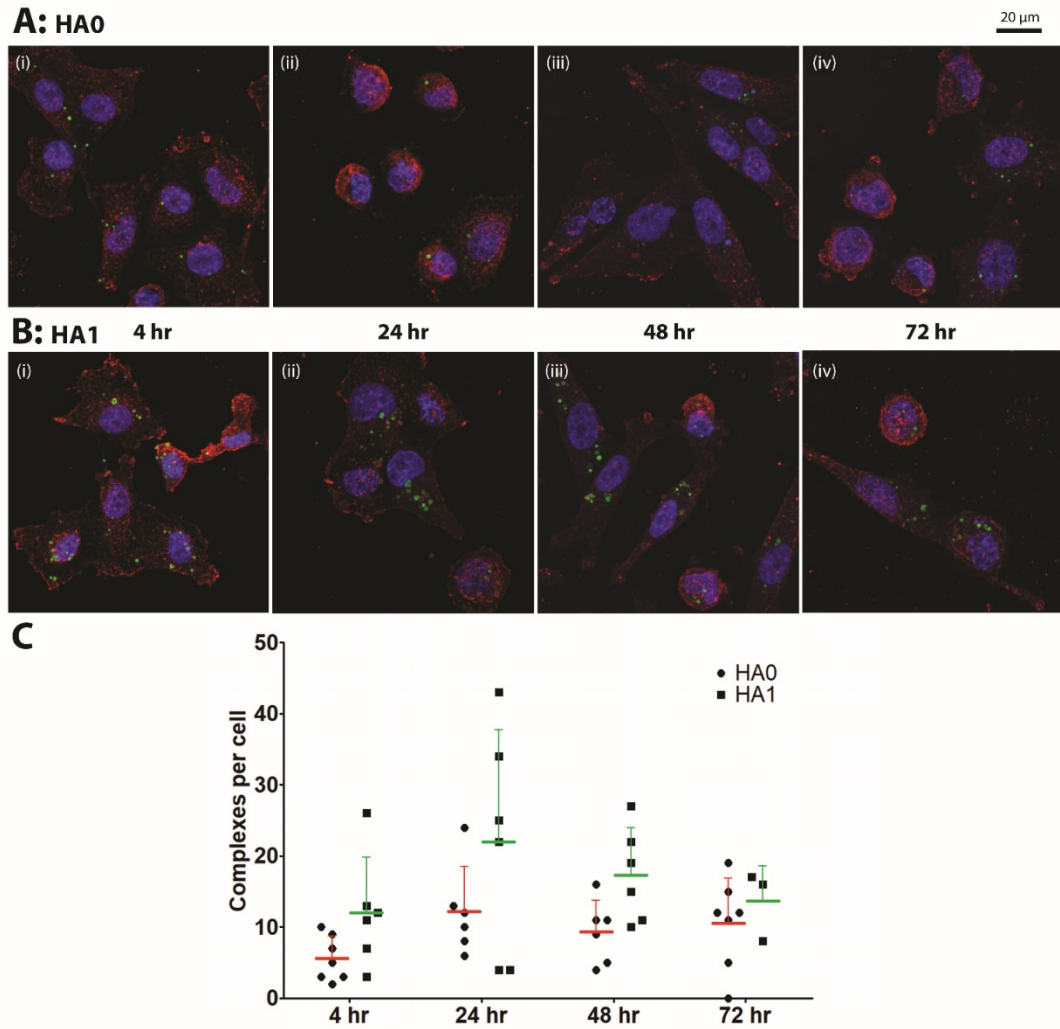 A: HA0
20 µm
(i)
(ii)
(iii)
(iv)
B: HA1
4 hr
24 hr
48 hr
72 hr
(i)
(ii)
(iii)
(iv)
C
50
40
30
20
10
0
Complexes per cell
HA0
HA1
4 hr
24 hr
48 hr
72 hr